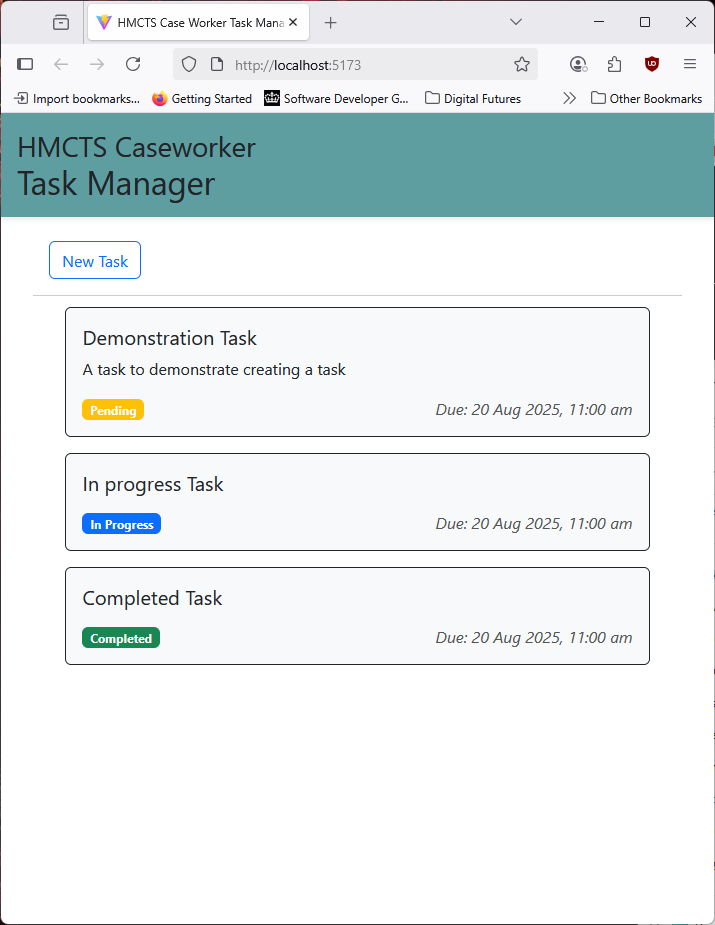 HMCTS Case Worker Task Mana
http://localhost:5173
Import bookmarks...
Getting Started
Software Developer G...
Digital Futures
Other Bookmarks
HMCTS Caseworker
Task Manager
New Task
Demonstration Task
A task to demonstrate creating a task
Pending
Due: 20 Aug 2025, 11:00 am
In progress Task
In Progress
Due: 20 Aug 2025, 11:00 am
Completed Task
Completed
Due: 20 Aug 2025, 11:00 am